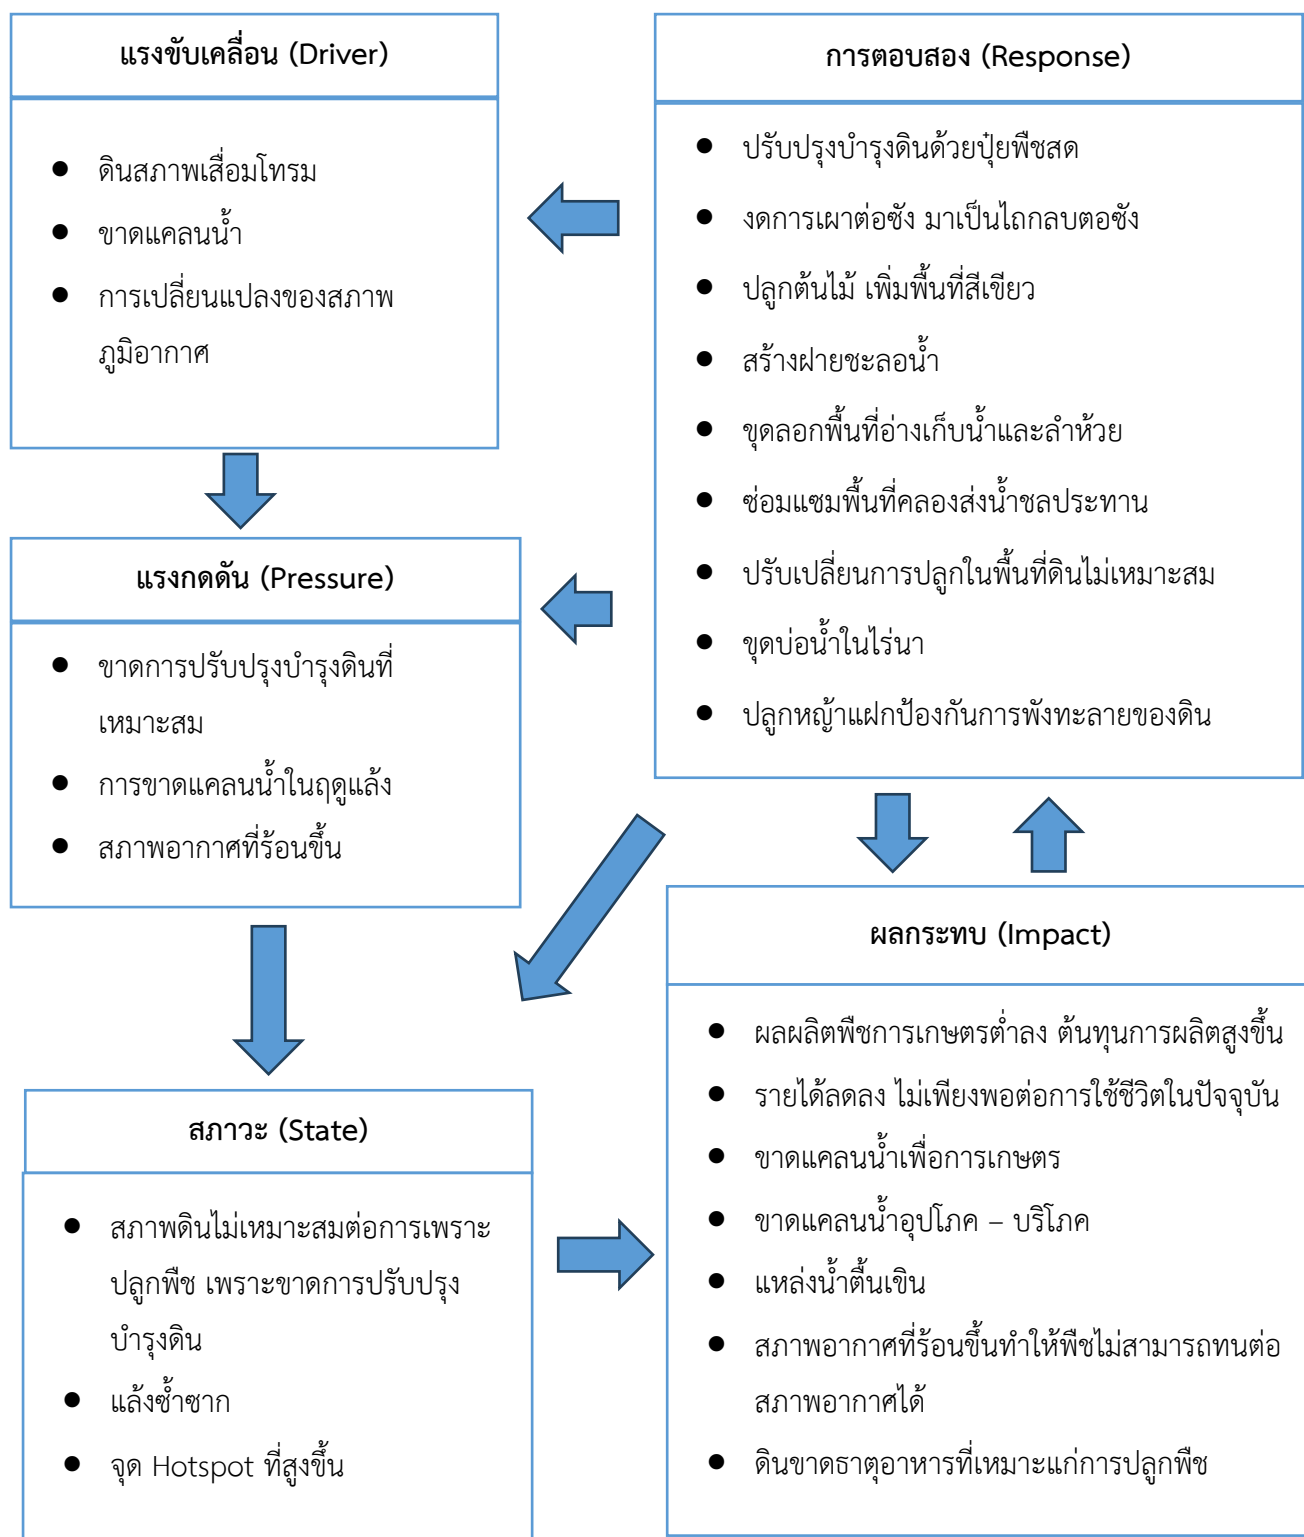 แรงขับเคลื่อน (Driver)
● ดินสภาพเสื่อมโทรม
● ขาดแคลนน้ำ
● การเปลี่ยนแปลงของสภาพ
ภูมิอากาศ
การตอบสอง (Response)
● ปรับปรุงบำรุงดินด้วยปุ๋ยพืชสด
● งดการเผาต่อซัง มาเป็นไถกลบตอซัง
● ปลูกต้นไม้ เพิ่มพื้นที่สีเขียว
● สร้างฝายชะลอน้ำ
● ขุดลอกพื้นที่อ่างเก็บน้ำและลำห้วย
● ซ่อมแซมพื้นที่คลองส่งน้ำชลประทาน
● ปรับเปลี่ยนการปลูกในพื้นที่ดินไม่เหมาะสม
● ขุดบ่อน้ำในไร่นา
● ปลูกหญ้าแฝกป้องกันการพังทะลายของดิน
แรงกดดัน (Pressure)
● ขาดการปรับปรุงบำรุงดินที่
เหมาะสม
● การขาดแคลนน้ำในฤดูแล้ง
● สภาพอากาศที่ร้อนขึ้น
สภาวะ (State)
● สภาพดินไม่เหมาะสมต่อการเพราะ
ปลูกพืช เพราะขาดการปรับปรุง
บำรุงดิน
● แล้งซ้ำซาก
● จุด Hotspot ที่สูงขึ้น
ผลกระทบ (Impact)
● ผลผลิตพืชการเกษตรต่ำลง ต้นทุนการผลิตสูงขึ้น
● รายได้ลดลง ไม่เพียงพอต่อการใช้ชีวิตในปัจจุบัน
● ขาดแคลนน้ำเพื่อการเกษตร
● ขาดแคลนน้ำอุปโภค – บริโภค
● แหล่งน้ำตื้นเขิน
● สภาพอากาศที่ร้อนขึ้นทำให้พืชไม่สามารถทนต่อ
สภาพอากาศได้
● ดินขาดธาตุอาหารที่เหมาะแก่การปลูกพืช